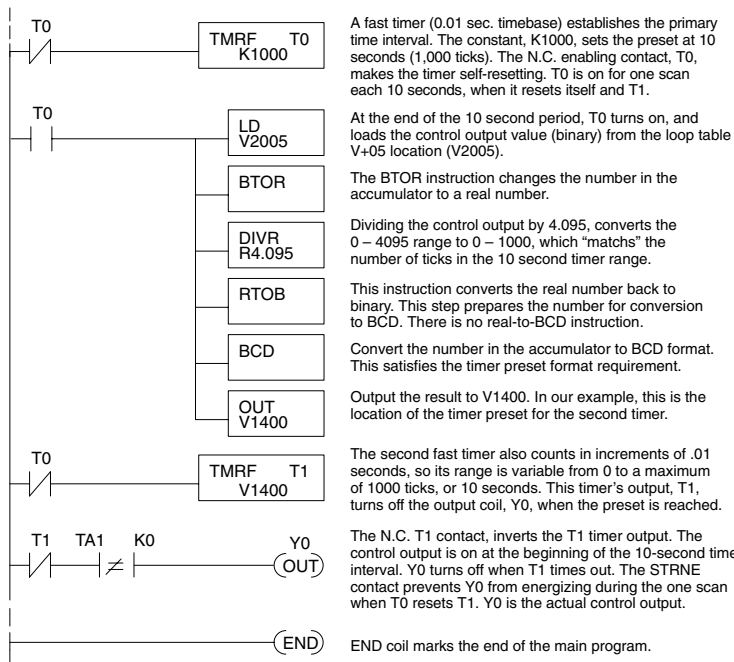 T0
TMRF T0
K1000
A fast timer (0.01 sec. timebase) establishes the primary
time interval. The constant, K1000, sets the preset at 10
seconds (1,000 ticks). The N.C. enabling contact, T0,
makes the timer self-resetting. T0 is on for one scan
each 10 seconds, when it resets itself and T1.
T0
LD
V2005
At the end of the 10 second period, T0 turns on, and
loads the control output value (binary) from the loop table
V+05 location (V2005).
BTOR
The BTOR instruction changes the number in the
accumulator to a real number.
DIVR
R4.095
Dividing the control output by 4.095, converts the
0 – 4095 range to 0 – 1000, which “matchs” the
number of ticks in the 10 second timer range.
RTOB
This instruction converts the real number back to
binary. This step prepares the number for conversion
to BCD. There is no real-to-BCD instruction.
BCD
Convert the number in the accumulator to BCD format.
This satisfies the timer preset format requirement.
OUT
V1400
Output the result to V1400. In our example, this is the
location of the timer preset for the second timer.
T0
TMRF T1
V1400
The second fast timer also counts in increments of .01
seconds, so its range is variable from 0 to a maximum
of 1000 ticks, or 10 seconds. This timer’s output, T1,
turns off the output coil, Y0, when the preset is reached.
T1 TA1 K0 Y0
≠ OUT
The N.C. T1 contact, inverts the T1 timer output. The
control output is on at the beginning of the 10-second time
interval. Y0 turns off when T1 times out. The STRNE
contact prevents Y0 from energizing during the one scan
when T0 resets T1. Y0 is the actual control output.
END
END coil marks the end of the main program.